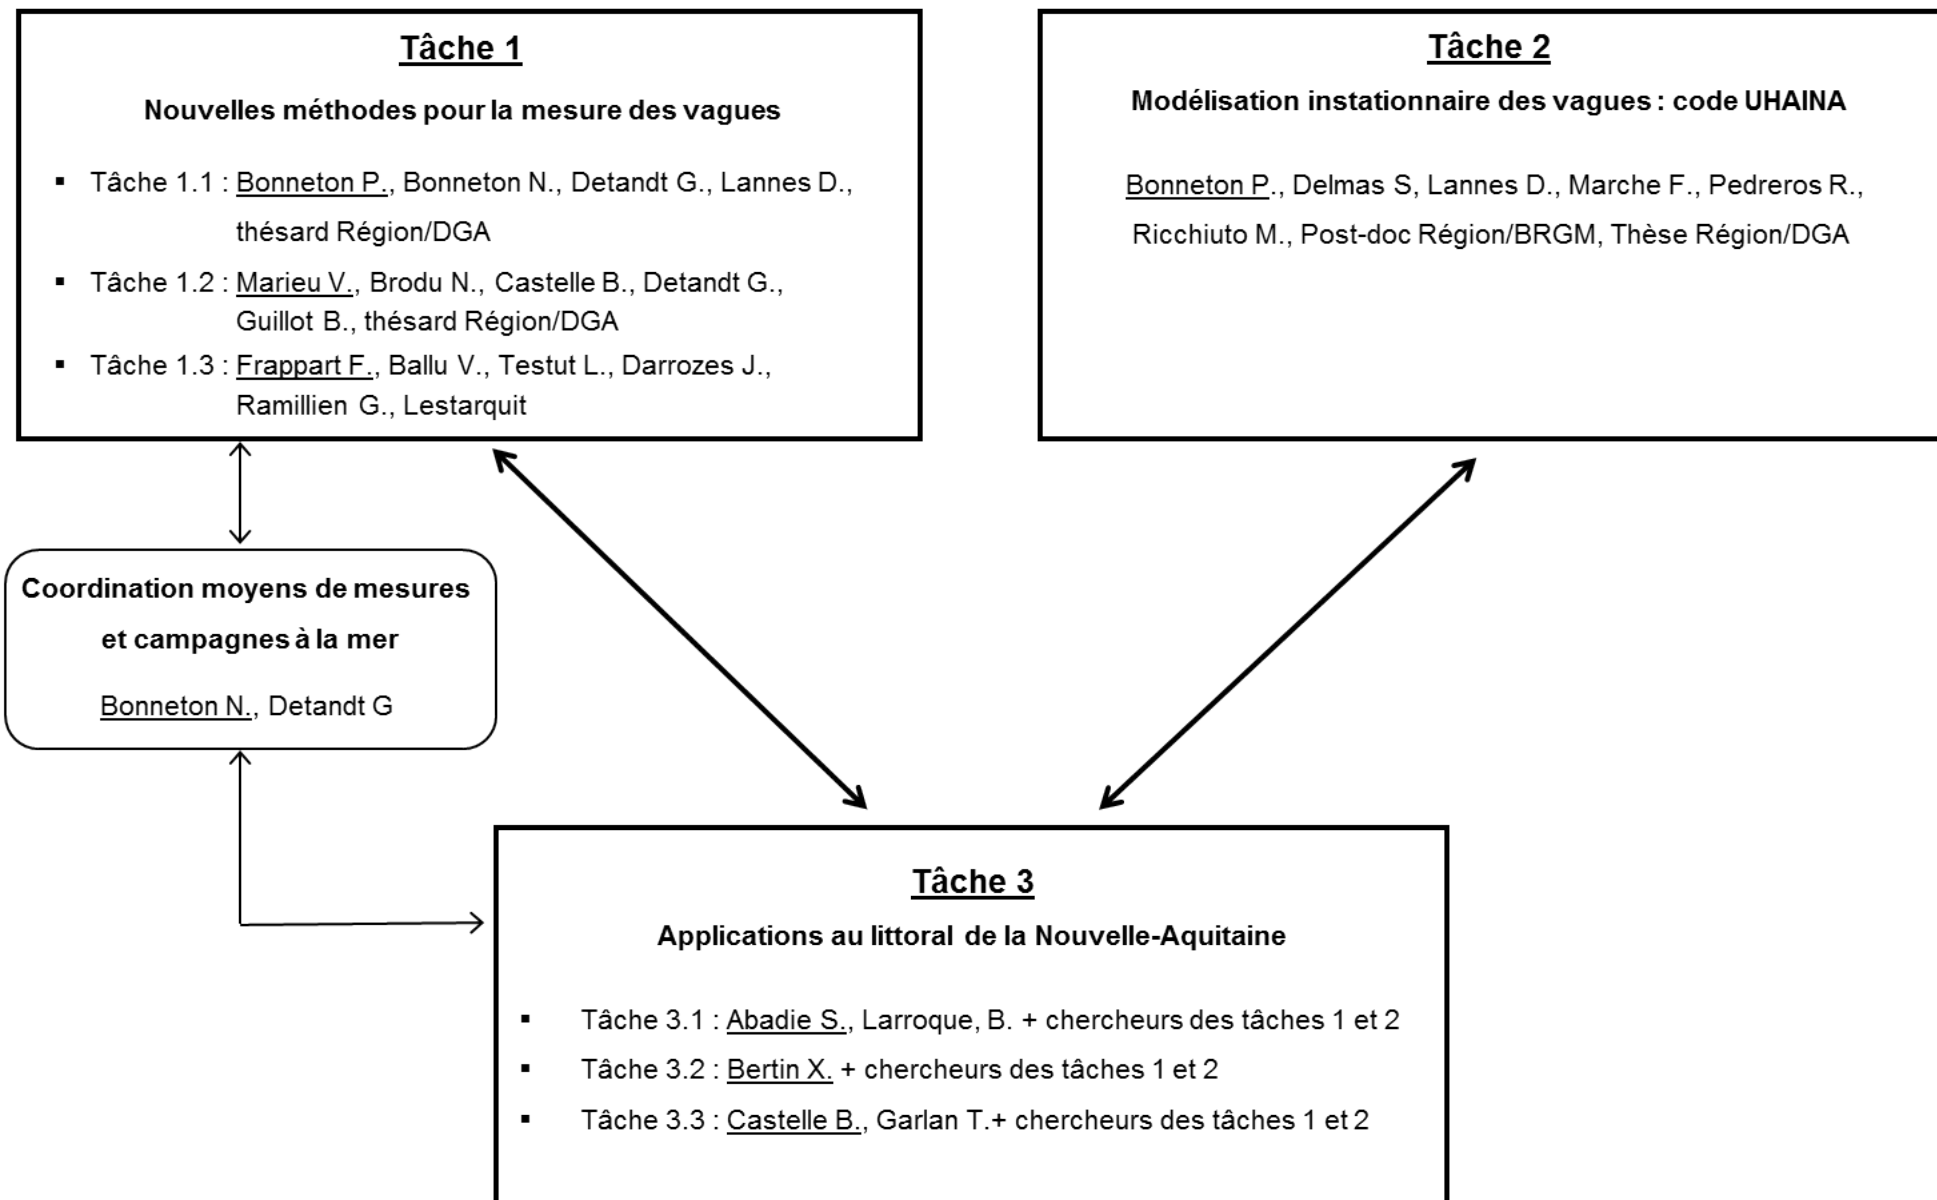 Tâche 1
Nouvelles méthodes pour la mesure des vagues
▪ Tâche 1.1 : Bonneton P., Bonneton N., Detandt G., Lannes D.,
thésard Région/DGA
▪ Tâche 1.2 : Marieu V., Brodu N., Castelle B., Detandt G.,
Guillot B., thésard Région/DGA
▪ Tâche 1.3 : Frappart F., Ballu V., Testut L., Darrozes J.,
Ramillien G., Lestarquit
Tâche 2
Modélisation instationnaire des vagues : code UHAINA
Bonneton P., Delmas S, Lannes D., Marche F., Pedreros R.,
Ricchiuto M., Post-doc Région/BRGM, Thèse Région/DGA
Coordination moyens de mesures
et campagnes à la mer
Bonneton N., Detandt G
Tâche 3
Applications au littoral de la Nouvelle-Aquitaine
▪ Tâche 3.1 : Abadie S., Larroque, B. + chercheurs des tâches 1 et 2
▪ Tâche 3.2 : Bertin X. + chercheurs des tâches 1 et 2
▪ Tâche 3.3 : Castelle B., Garlan T.+ chercheurs des tâches 1 et 2